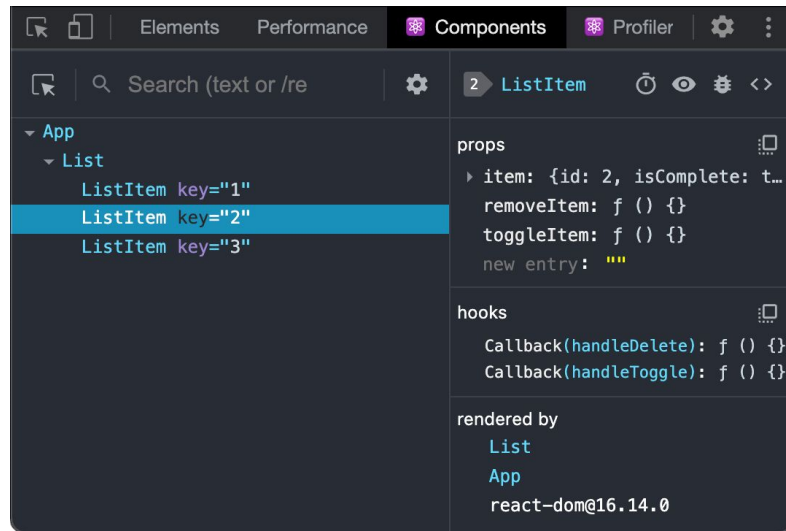 Elements Performance Components Profiler
Search (text or /re
2 ListItem
App
List
ListItem key="1"
ListItem key="2"
ListItem key="3"
props
item: {id: 2, isComplete: t…
removeItem: ƒ () {}
toggleItem: ƒ () {}
new entry: ""
hooks
Callback(handleDelete): ƒ () {}
Callback(handleToggle): ƒ () {}
rendered by
List
App
react-dom@16.14.0